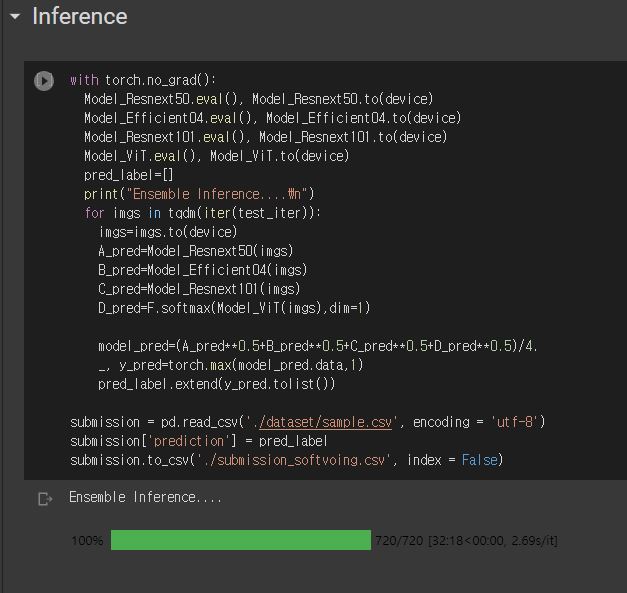 Inference
with torch.no_grad():
  Model_Resnext50.eval(), Model_Resnext50.to(device)
  Model_Efficient04.eval(), Model_Efficient04.to(device)
  Model_Resnext101.eval(), Model_Resnext101.to(device)
  Model_ViT.eval(), Model_ViT.to(device)
  pred_label=[]
  print("Ensemble Inference....₩n")
  for imgs in tqdm(iter(test_iter)):
    imgs=imgs.to(device)
    A_pred=Model_Resnext50(imgs)
    B_pred=Model_Efficient04(imgs)
    C_pred=Model_Resnext101(imgs)
    D_pred=F.softmax(Model_ViT(imgs),dim=1)
    model_pred=(A_pred**0.5+B_pred**0.5+C_pred**0.5+D_pred**0.5)/4.
    _, y_pred=torch.max(model_pred.data,1)
    pred_label.extend(y_pred.tolist())
submission = pd.read_csv('./dataset/sample.csv', encoding = 'utf-8')
submission['prediction'] = pred_label
submission.to_csv('./submission_softvoing.csv', index = False)
Ensemble Inference....
100% 720/720 [32:18<00:00, 2.69s/it]